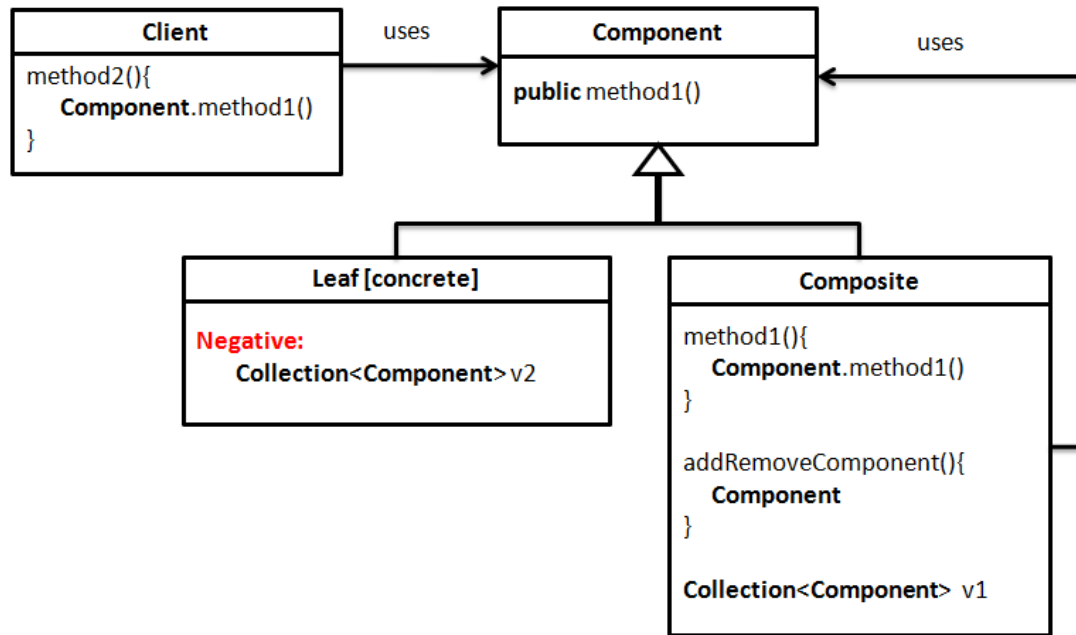 Client
method2(){
Component.method1()
}
uses
Component
public method1()
uses
Leaf [concrete]
Negative:
Collection<Component> v2
Composite
method1(){
Component.method1()
}
addRemoveComponent(){
Component
}
Collection<Component> v1